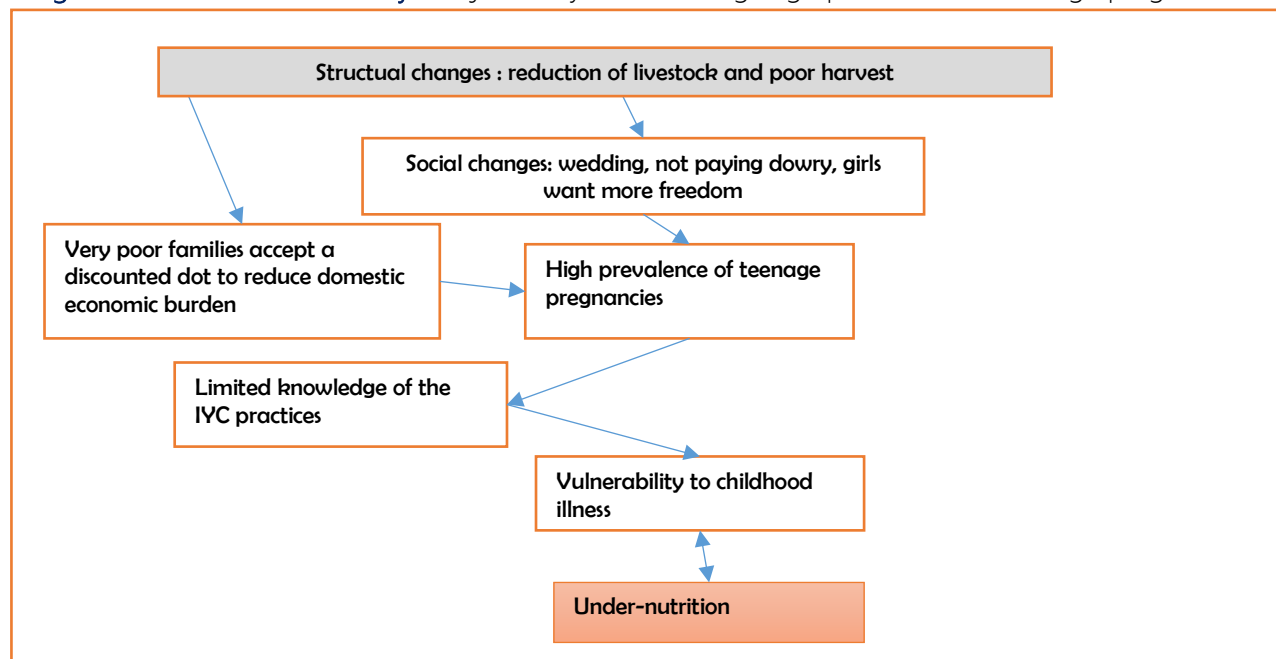 Structual changes : reduction of livestock and poor harvest
Social changes: wedding, not paying dowry, girls
want more freedom
Very poor families accept a
discounted dot to reduce domestic
economic burden
High prevalence of teenage
pregnancies
Limited knowledge of the
IYC practices
Vulnerability to childhood
illness
Under-nutrition